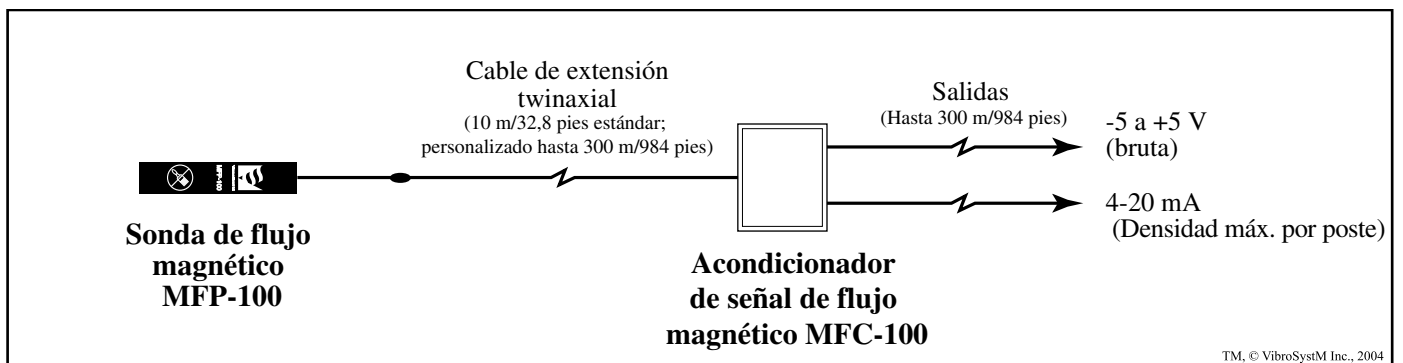 Cable de extensión
twinaxial
(10 m/32,8 pies estándar;
personalizado hasta 300 m/984 pies)
Salidas
(Hasta 300 m/984 pies)
-5 a +5 V
(bruta)
4-20 mA
(Densidad máx. por poste)
MFP-100
Sonda de flujo
magnético
MFP-100
Acondicionador
de señal de flujo
magnético MFC-100
TM, © VibroSystM Inc., 2004